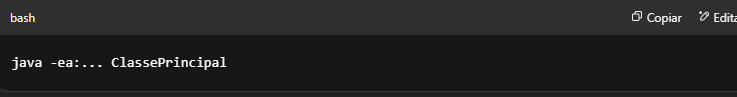 bash
Copiar
Edita
java -ea:... ClassePrincipal